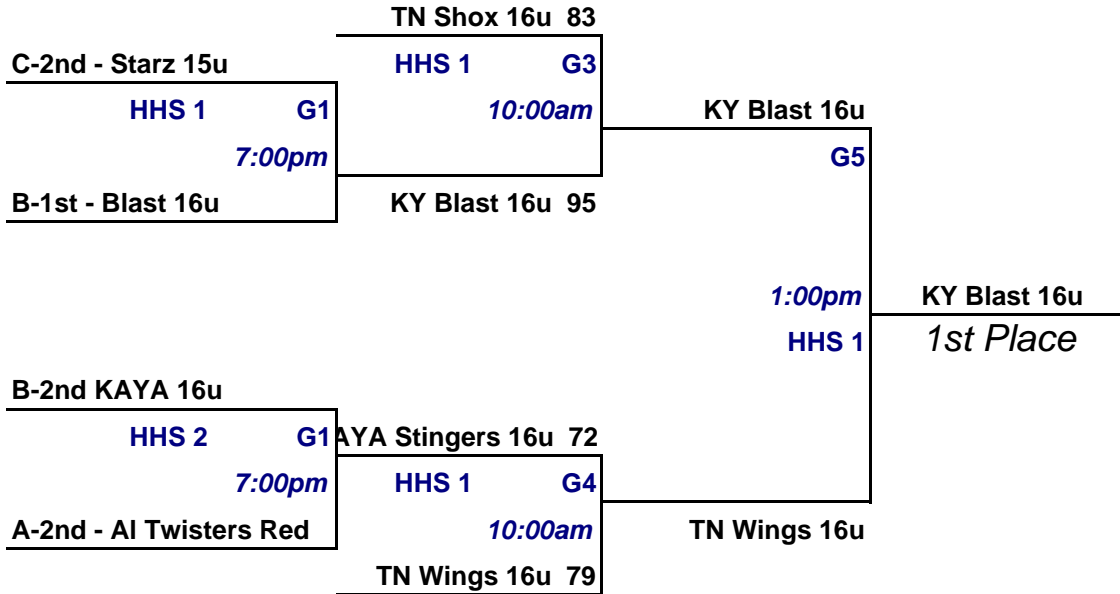 TN Shox 16u 83
C-2nd - Starz 15u HHS 1 G3
HHS 1 G1 10:00am KY Blast 16u
7:00pm G5
B-1st - Blast 16u KY Blast 16u 95
1:00pm KY Blast 16u
HHS 1 1st Place
B-2nd KAYA 16u
HHS 2 G1 AYA Stingers 16u 72
7:00pm HHS 1 G4
A-2nd - Al Twisters Red 10:00am TN Wings 16u
TN Wings 16u 79